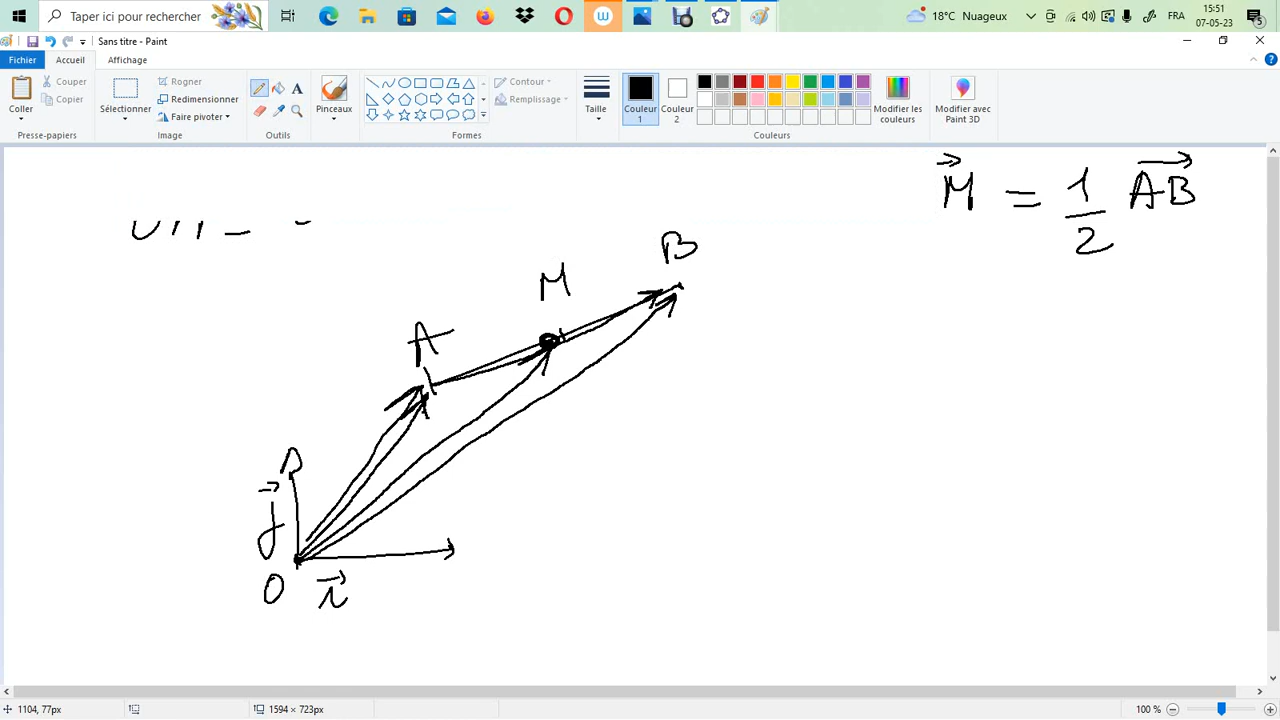 Taper ici pour rechercher
18°C Nuageux
FRA
15:51
07-05-23
5
Sans titre - Paint
Fichier
Accueil
Affichage
Coller
Couper
Copier
Presse-papiers
Sélectionner
Rogner
Redimensionner
Faire pivoter
Image
A
Outils
Pinceaux
Contour
Remplissage
Formes
Taille
Couleur 1
Couleur 2
Modifier les couleurs
Couleurs
Modifier avec Paint 3D
M = 1/2 AB
B
M
A
j
O
i
1104, 77px
1594 × 723px
100 %